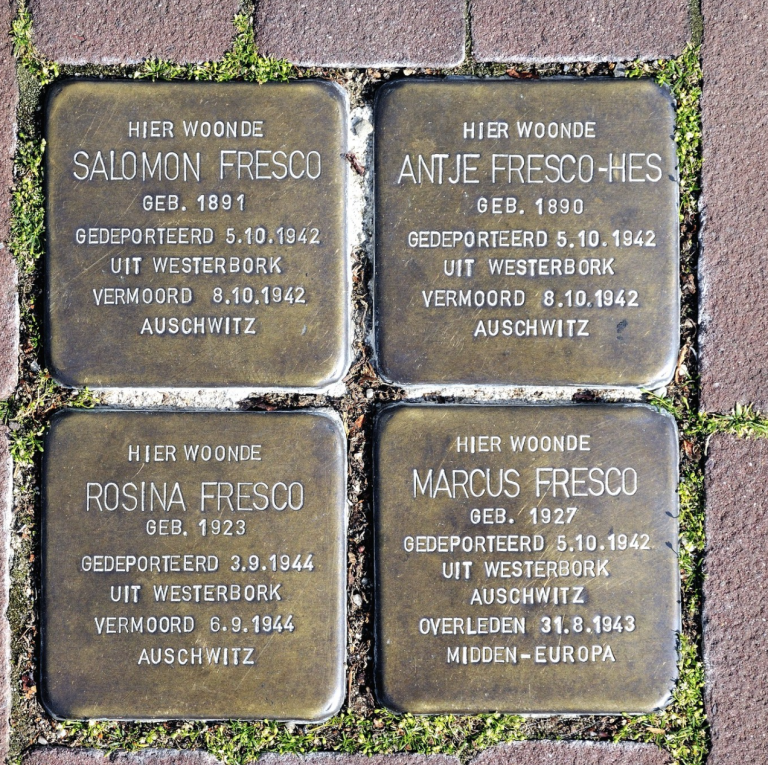 HIER WOONDE
SALOMON FRESCO
GEB. 1891
GEDEPORTEERD 5.10.1942
UIT WESTERBORK
VERMOORD 8.10.1942
AUSCHWITZ
HIER WOONDE
ANTJE FRESCO-HES
GEB. 1890
GEDEPORTEERD 5.10.1942
UIT WESTERBORK
VERMOORD 8.10.1942
AUSCHWITZ
HIER WOONDE
ROSINA FRESCO
GEB. 1923
GEDEPORTEERD 3.9.1944
UIT WESTERBORK
VERMOORD 6.9.1944
AUSCHWITZ
HIER WOONDE
MARCUS FRESCO
GEB. 1927
GEDEPORTEERD 5.10.1942
UIT WESTERBORK
AUSCHWITZ
OVERLEDEN 31.8.1943
MIDDEN-EUROPA